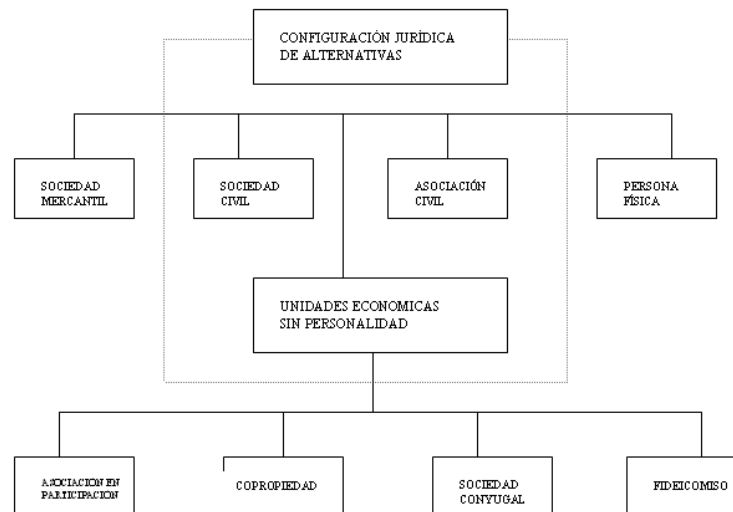 CONFIGURACIÓN JURÍDICA
DE ALTERNATIVAS
SOCIEDAD
MERCANTIL
SOCIEDAD
CIVIL
ASOCIACIÓN
CIVIL
PERSONA
FÍSICA
UNIDADES ECONOMICAS
SIN PERSONALIDAD
ASOCIACION EN
PARTICIPACION
COPROPIEDAD
SOCIEDAD
CONYUGAL
FIDEICOMISO